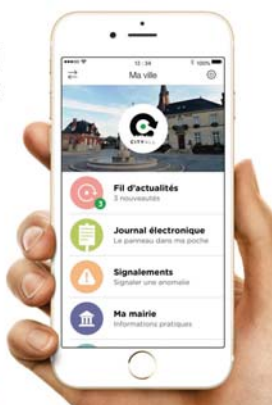 12:34
100%
Ma ville
CITYALL
Fil d'actualités
3 nouveautés
3
Journal électronique
Le panneau dans ma poche
Signalements
Signaler une anomalie
Ma mairie
Informations pratiques